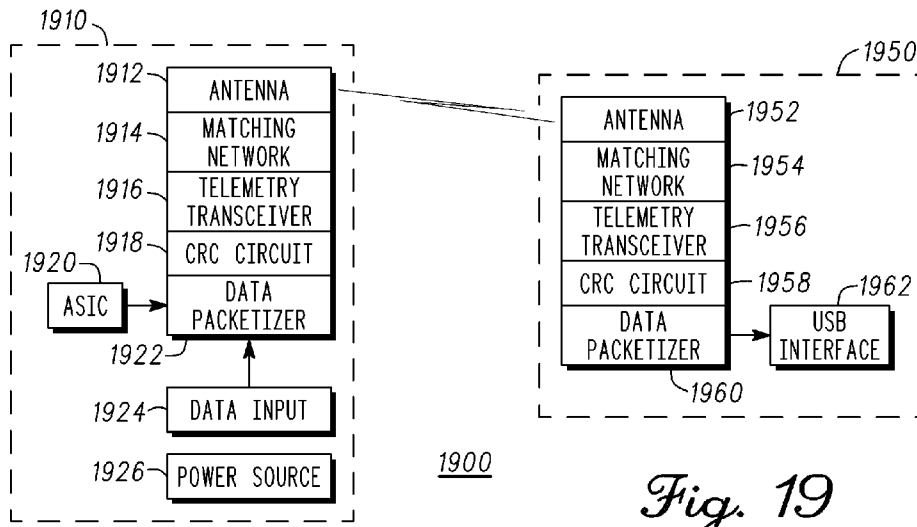 1910
1912
ANTENNA
1914
MATCHING
NETWORK
1916
TELEMETRY
TRANSCEIVER
1918
CRC CIRCUIT
1920
ASIC
DATA
PACKETIZER
1922
1924
DATA INPUT
1926
POWER SOURCE
1900
1950
ANTENNA
1952
MATCHING
NETWORK
1954
TELEMETRY
TRANSCEIVER
1956
CRC CIRCUIT
1958
1962
DATA
PACKETIZER
USB
INTERFACE
1960
Fig. 19